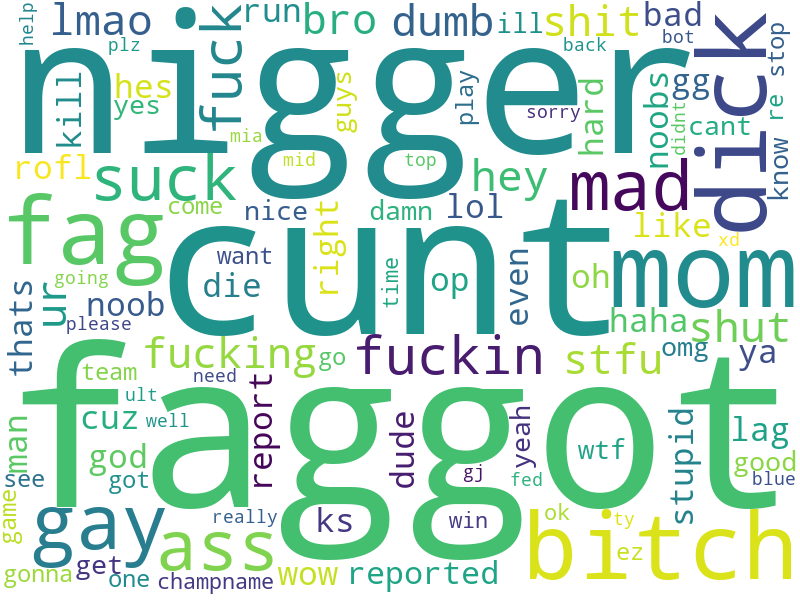 help
lmao
plz
run
bro
dumb
ill
shit
back
bad
bot
stop
re
nigger
kill
hes
yes
fuck
mia
guys
play
sorry
hard
noobs
gg
didnt
cant
dick
know
rofl
suck
mid
top
hey
mad
fag
come
nice
right
damn
lol
like
xd
cunt
going
want
die
time
op
even
oh
mom
thats
ur
noob
please
haha
shut
fucking
go
fuckin
stfu
omg
ya
team
ult
need
faggot
man
cuz
well
report
dude
yeah
wtf
stupid
lag
god
got
see
gj
fed
good
blue
game
gay
ass
really
ks
win
ok
ty
bitch
ez
gonna
get
one
champname
wow
reported